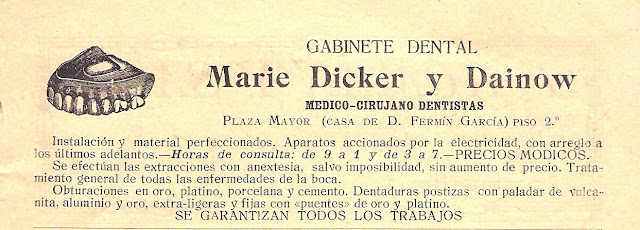 GABINETE DENTAL
Marie Dicker y Dainow
MEDICO-CIRUJANO DENTISTAS
PLAZA MAYOR (CASA DE D. FERMÍN GARCÍA) PISO 2.º
Instalación y material perfeccionados. Aparatos accionados por la electricidad, con arreglo a
los últimos adelantos.—Horas de consulta: de 9 a 1 y de 3 a 7.—PRECIOS MODICOS.
Se efectúan las extracciones con anextesia, salvo imposibilidad, sin aumento de precio. Trata-
miento general de todas las enfermedades de la boca.
Obturaciones en oro, platino, porcelana y cemento. Dentaduras postizas con paladar de vulca-
nita, aluminio y oro, extra-ligeras y fijas con «puentes» de oro y platino.
SE GARANTIZAN TODOS LOS TRABAJOS